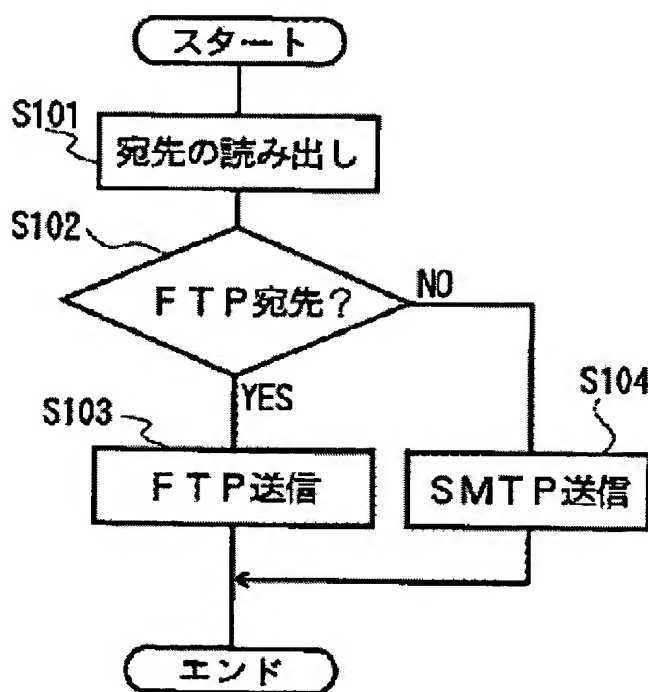 スタート
S101
宛先の読み出し
S102
FTP宛先?
NO
YES
S103
FTP送信
S104
SMTP送信
エンド